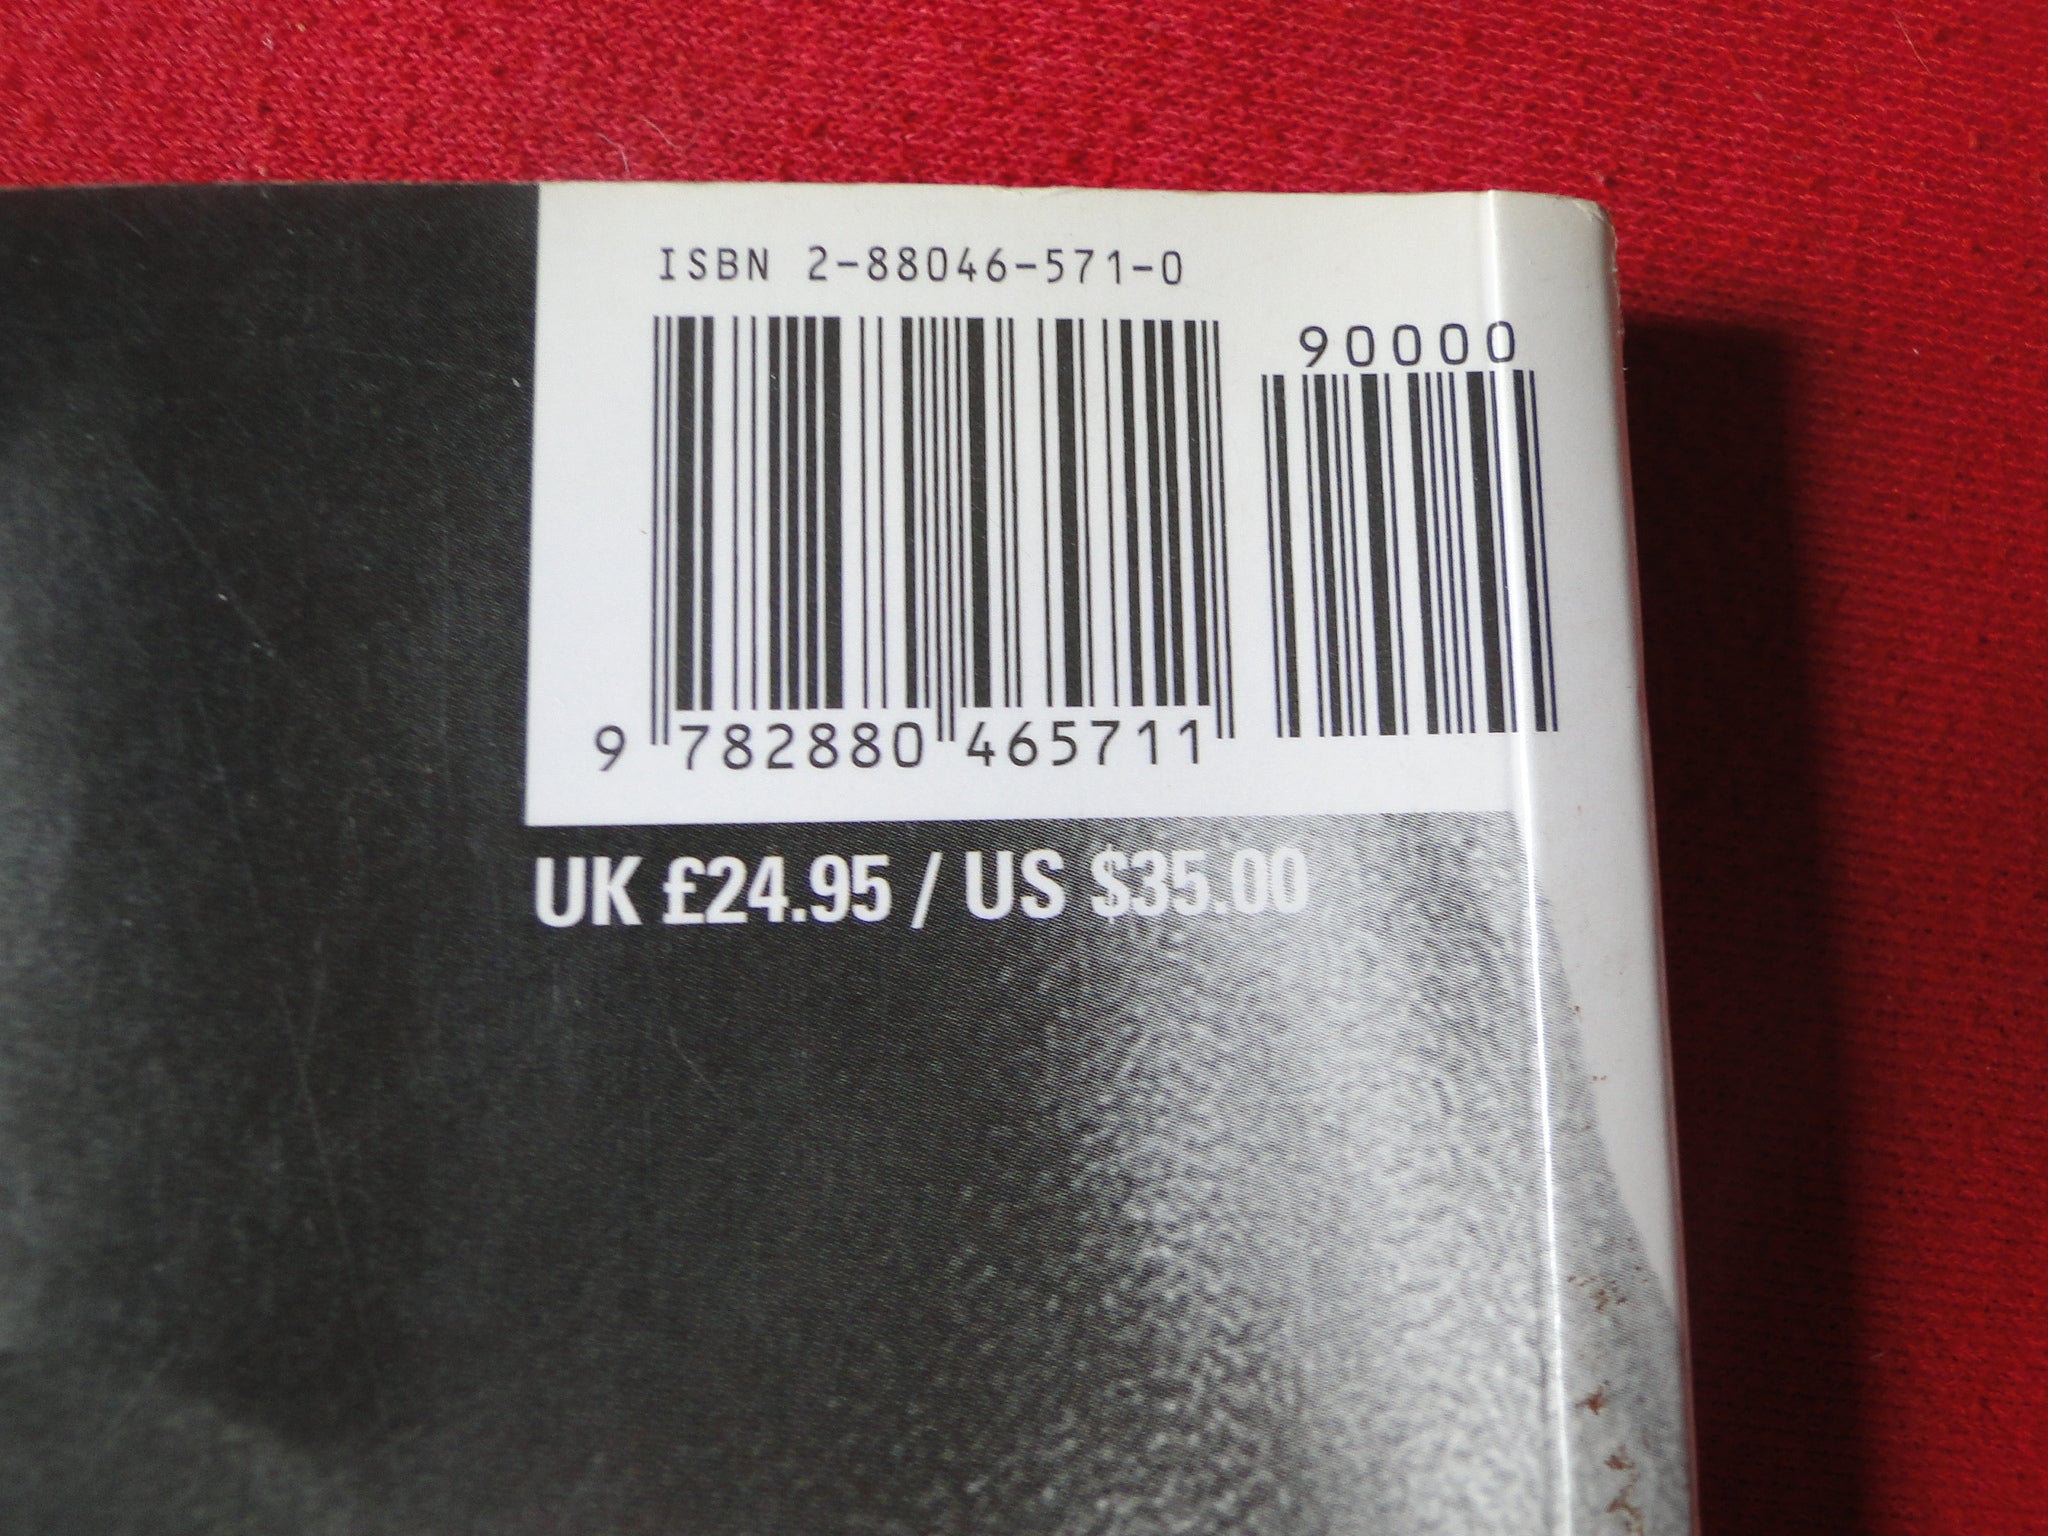 ISBN 2-88046-571-0
90000
9 782880 465711
UK £24.95 / US $35.00